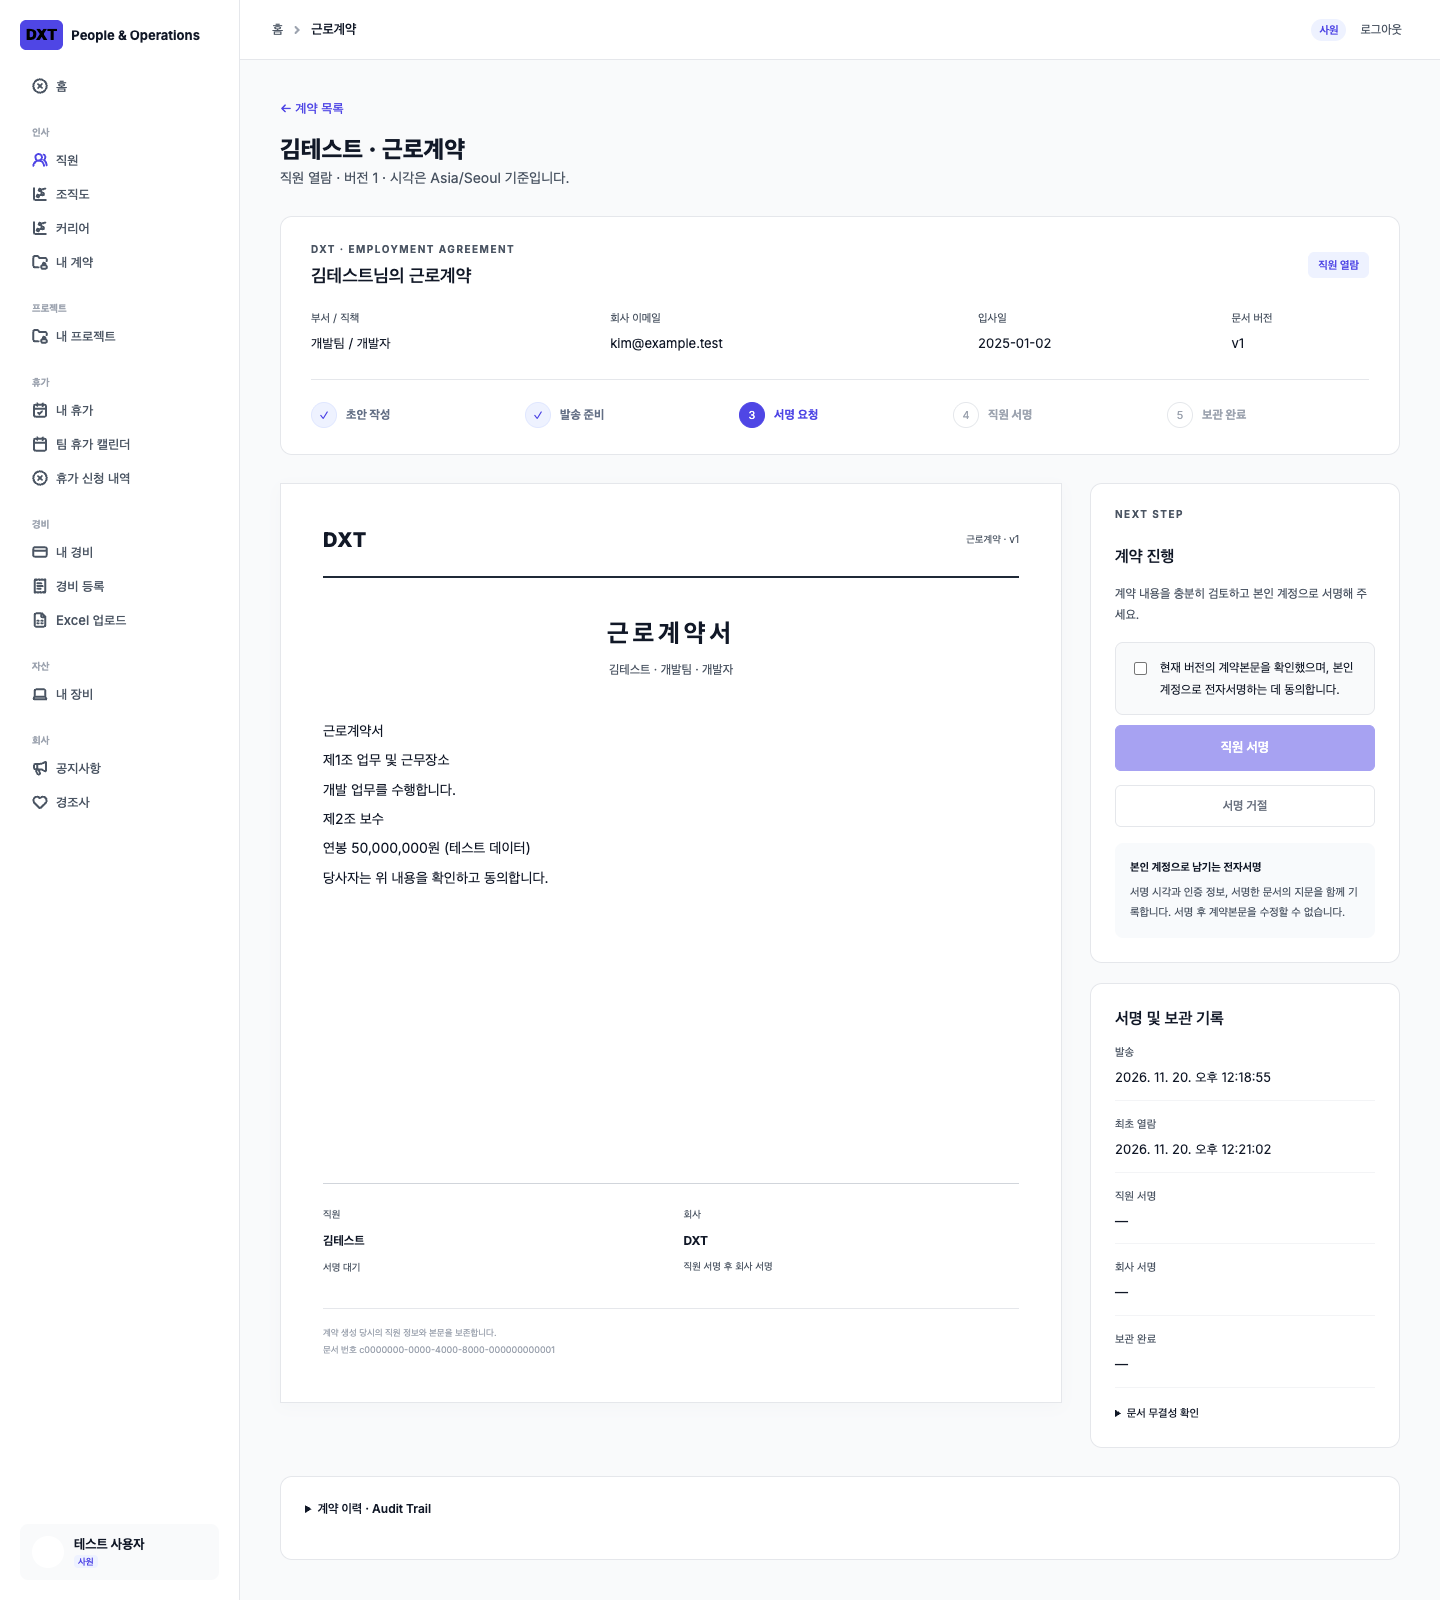 DXT People & Operations
홈
인사
직원
조직도
커리어
내 계약
프로젝트
내 프로젝트
휴가
내 휴가
팀 휴가 캘린더
휴가 신청 내역
경비
내 경비
경비 등록
Excel 업로드
자산
내 장비
회사
공지사항
경조사
테스트 사용자
사원
홈 > 근로계약
사원 로그아웃
← 계약 목록
김테스트 · 근로계약
직원 열람 · 버전 1 · 시각은 Asia/Seoul 기준입니다.
DXT · EMPLOYMENT AGREEMENT
김테스트님의 근로계약
직원 열람
부서 / 직책 회사 이메일 입사일 문서 버전
개발팀 / 개발자 kim@example.test 2025-01-02 v1
✓ 초안 작성 ✓ 발송 준비 3 서명 요청 4 직원 서명 5 보관 완료
DXT 근로계약 · v1
근로계약서
김테스트 · 개발팀 · 개발자
근로계약서
제1조 업무 및 근무장소
개발 업무를 수행합니다.
제2조 보수
연봉 50,000,000원 (테스트 데이터)
당사자는 위 내용을 확인하고 동의합니다.
직원 회사
김테스트 DXT
서명 대기 직원 서명 후 회사 서명
계약 생성 당시의 직원 정보와 본문을 보존합니다.
문서 번호 c0000000-0000-4000-8000-000000000001
NEXT STEP
계약 진행
계약 내용을 충분히 검토하고 본인 계정으로 서명해 주
세요.
현재 버전의 계약본문을 확인했으며, 본인
계정으로 전자서명하는 데 동의합니다.
직원 서명
서명 거절
본인 계정으로 남기는 전자서명
서명 시각과 인증 정보, 서명한 문서의 지문을 함께 기
록합니다. 서명 후 계약본문을 수정할 수 없습니다.
서명 및 보관 기록
발송
2026. 11. 20. 오후 12:18:55
최초 열람
2026. 11. 20. 오후 12:21:02
직원 서명
—
회사 서명
—
보관 완료
—
▶ 문서 무결성 확인
▶ 계약 이력 · Audit Trail